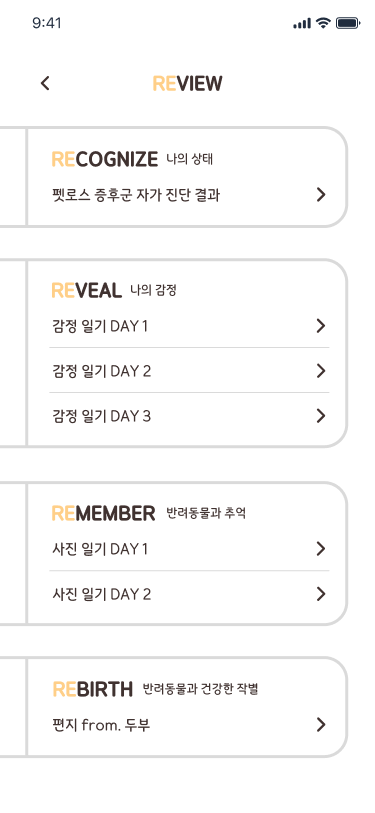 9:41
REVIEW
RECOGNIZE 나의 상태
펫로스 증후군 자가 진단 결과
REVEAL 나의 감정
감정 일기 DAY 1
감정 일기 DAY 2
감정 일기 DAY 3
REMEMBER 반려동물과 추억
사진 일기 DAY 1
사진 일기 DAY 2
REBIRTH 반려동물과 건강한 작별
편지 from. 두부